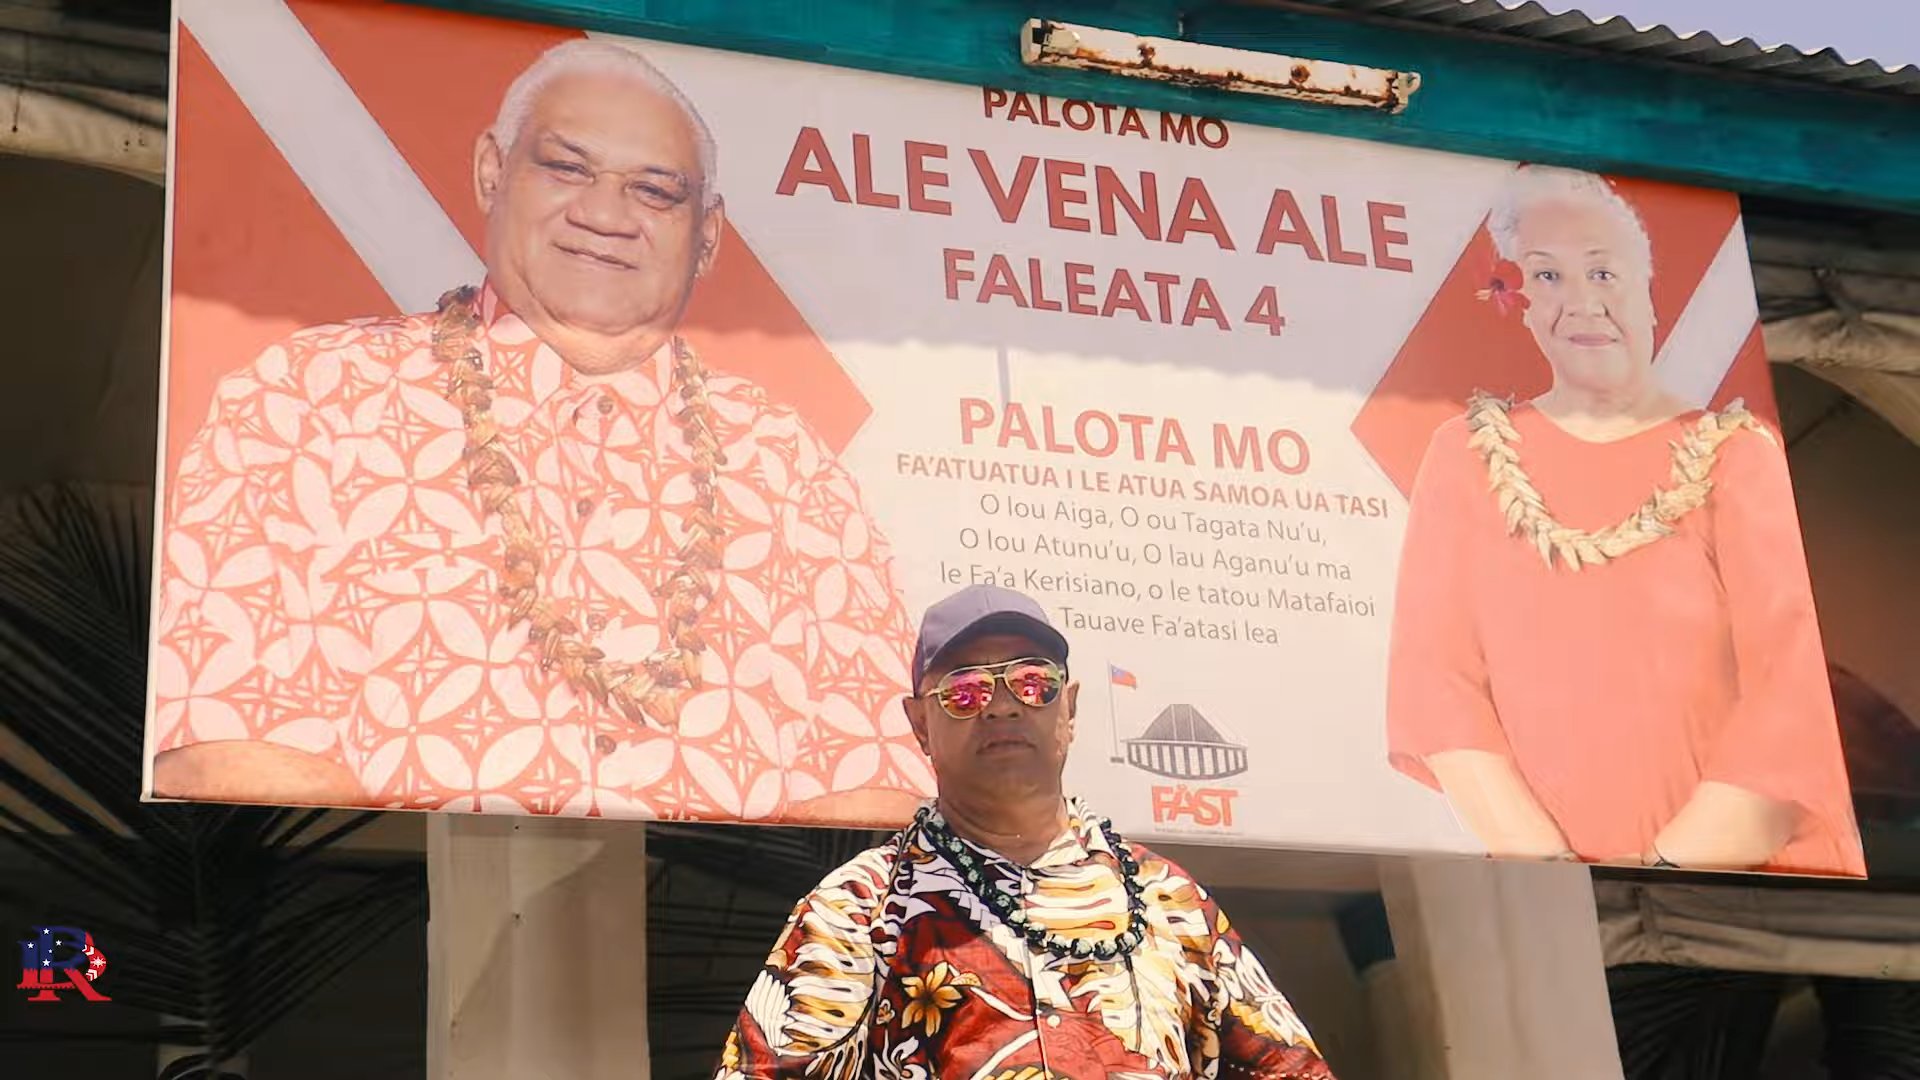 PALOTA MO
ALE VENA ALE
FALEATA 4
PALOTA MO
FA'ATUATUA I LE ATUA SAMOA UA TASI
O lou Aiga, O ou Tagata Nu'u,
O lou Atunu'u, O lau Aganu'u ma
le Fa'a Kerisiano, o le tatou Matafaioi
Tauave Fa'atasi lea
FAST
R